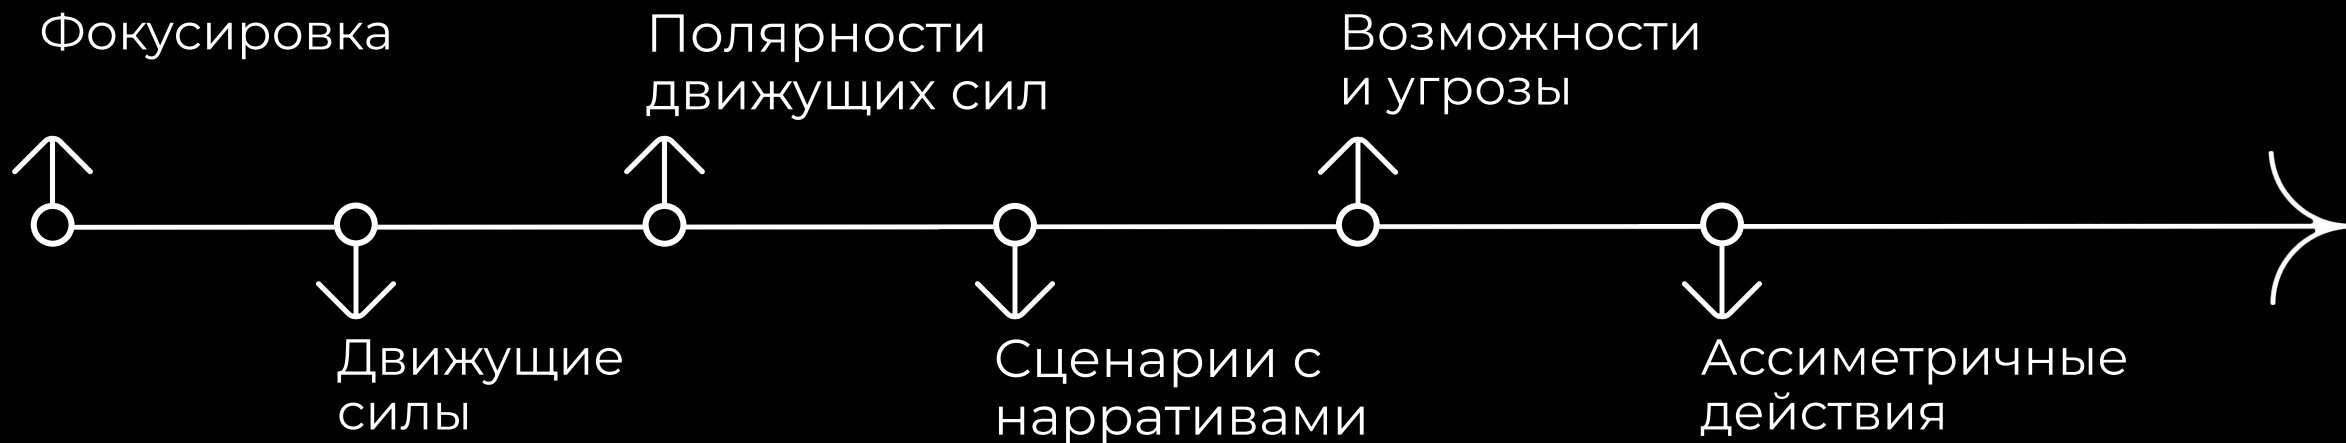 Фокусировка
Движущие
силы
Полярности
движущих сил
Сценарии с
нарративами
Возможности
и угрозы
Ассиметричные
действия